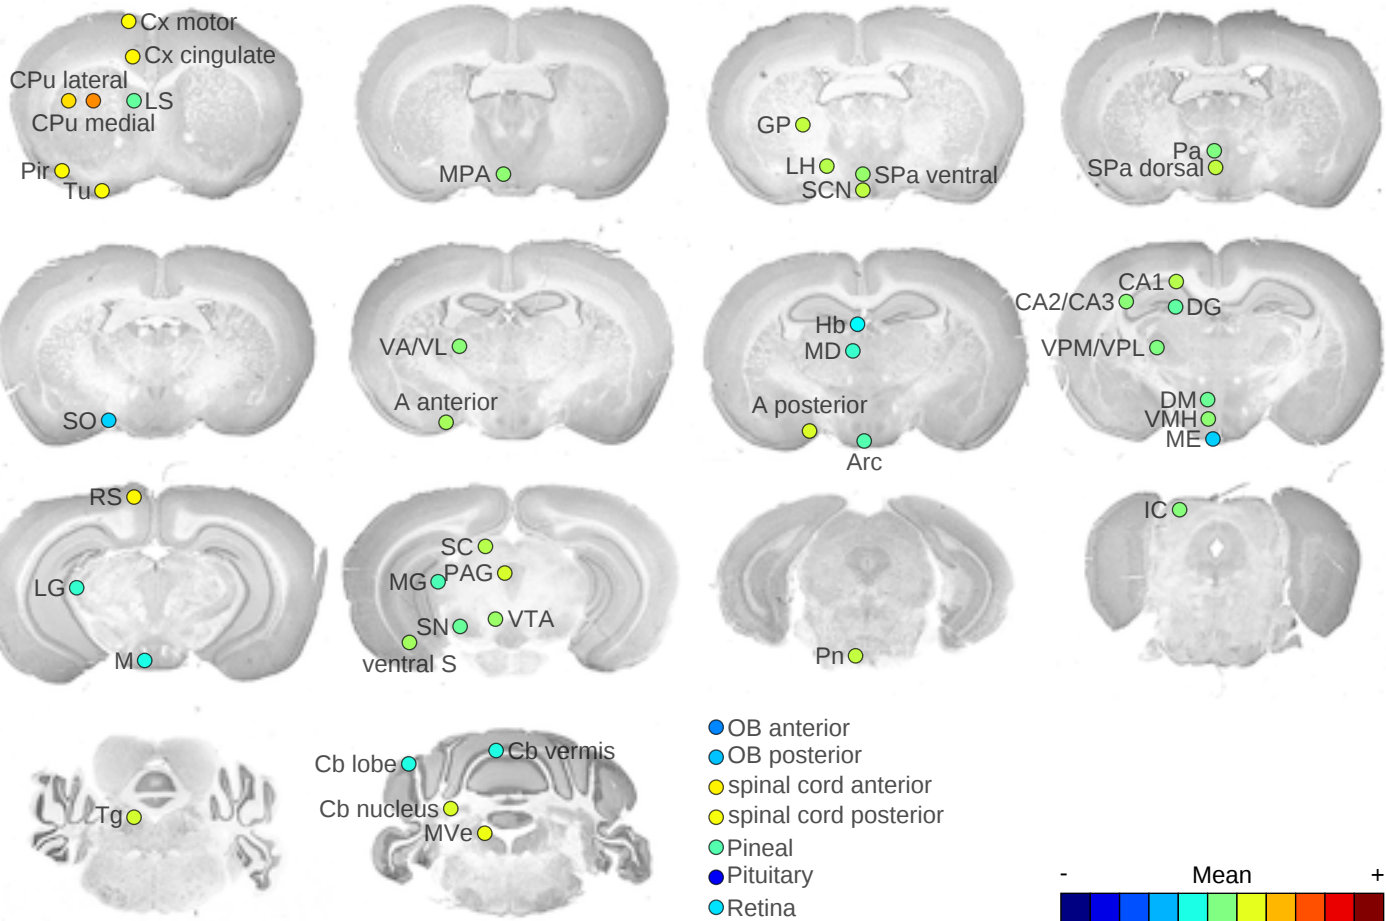 Cx motor
Cx cingulate
CPu lateral
LS
CPu medial
Pir
Tu
MPA
GP
LH
SPa ventral
SCN
Pa
SPa dorsal
SO
VA/VL
A anterior
Hb
MD
A posterior
Arc
CA1
CA2/CA3
DG
VPM/VPL
DM
VMH
ME
RS
LG
M
SC
MG
PAG
SN
VTA
ventral S
Pn
IC
Tg
Cb lobe
Cb vermis
Cb nucleus
MVe
OB anterior
OB posterior
spinal cord anterior
spinal cord posterior
Pineal
Pituitary
Retina
- Mean +